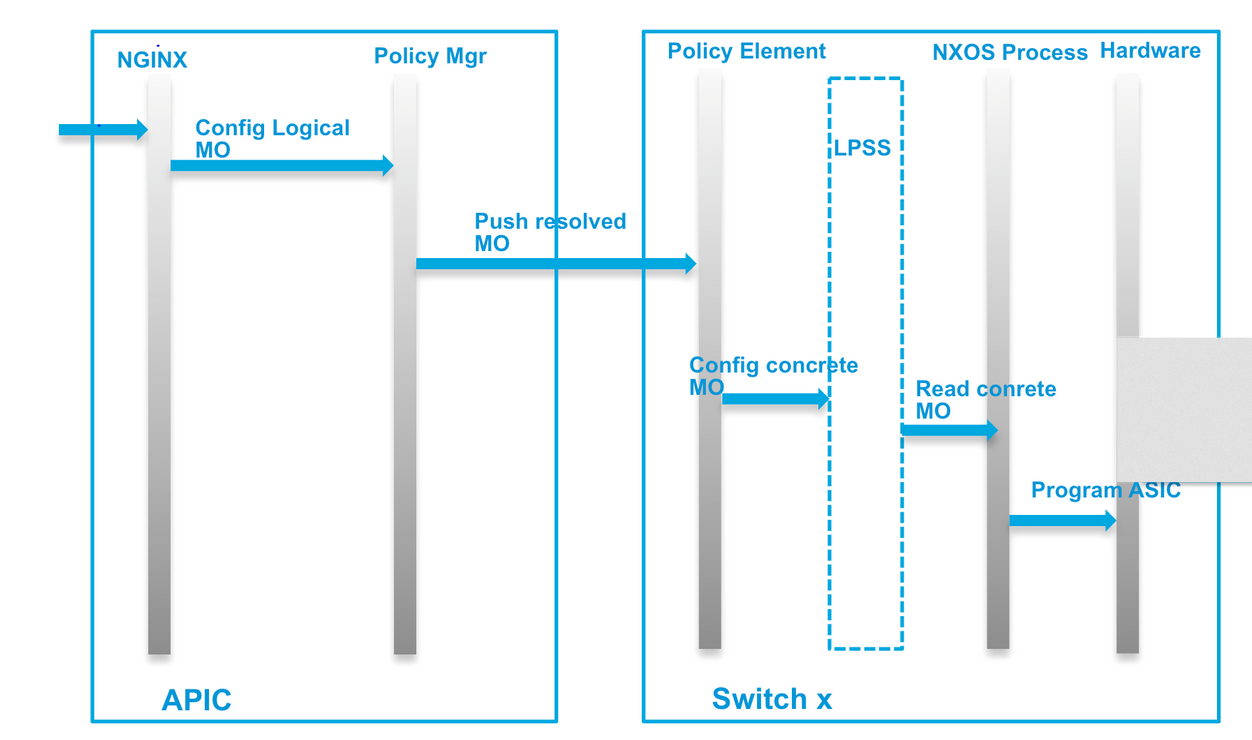 NGINX
Policy Mgr
Policy Element
NXOS Process
Hardware
Config Logical
MO
LPSS
Push resolved
MO
Config concrete
MO
Read conrete
MO
Program ASIC
APIC
Switch x